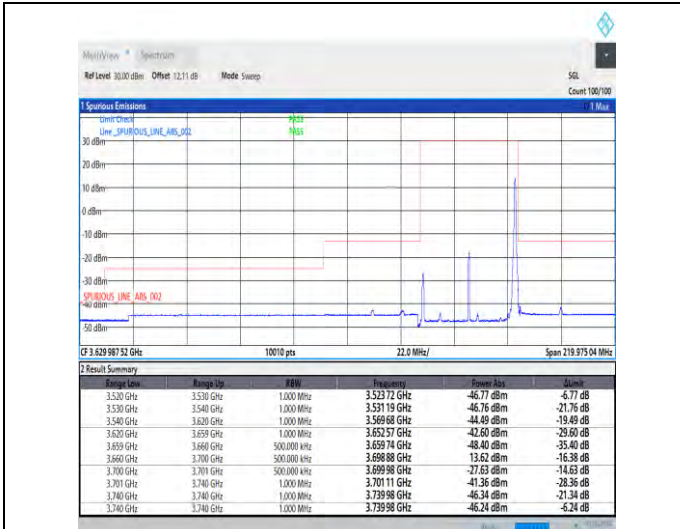 MultiView Spectrum
Ref Level 30.00 dBm Offset 12.11 dB Mode Sweep SGL
Count 100/100
1 Spurious Emissions 1 Max
Limit Check PASS
Line _SPURIOUS_LINE_ABS_002 PASS
30 dBm
20 dBm
10 dBm
0 dBm
-10 dBm
-20 dBm
-30 dBm
_SPURIOUS_LINE_ABS_002
-40 dBm
-50 dBm
CF 3.629 987 52 GHz 10010 pts 22.0 MHz/ Span 219.975 04 MHz
2 Result Summary
Range Low Range Up RBW Frequency Power Abs ΔLimit
3.520 GHz 3.530 GHz 1.000 MHz 3.523 72 GHz -46.77 dBm -6.77 dB
3.530 GHz 3.540 GHz 1.000 MHz 3.531 19 GHz -46.76 dBm -21.76 dB
3.540 GHz 3.620 GHz 1.000 MHz 3.569 68 GHz -44.49 dBm -19.49 dB
3.620 GHz 3.659 GHz 1.000 MHz 3.652 57 GHz -42.60 dBm -29.60 dB
3.659 GHz 3.660 GHz 500.000 kHz 3.659 74 GHz -48.40 dBm -35.40 dB
3.660 GHz 3.700 GHz 500.000 kHz 3.698 88 GHz 13.62 dBm -16.38 dB
3.700 GHz 3.701 GHz 500.000 kHz 3.699 98 GHz -27.63 dBm -14.63 dB
3.701 GHz 3.740 GHz 1.000 MHz 3.701 11 GHz -41.36 dBm -28.36 dB
3.740 GHz 3.740 GHz 1.000 MHz 3.739 98 GHz -46.34 dBm -21.34 dB
3.740 GHz 3.740 GHz 1.000 MHz 3.739 98 GHz -46.24 dBm -6.24 dB